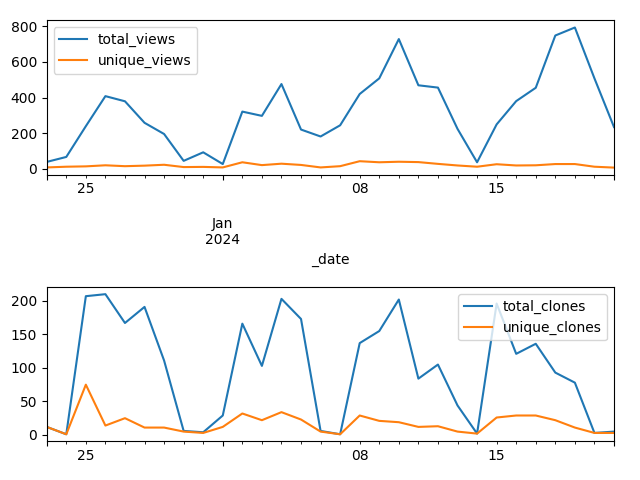 800
total_views
unique_views
600
400
200
0
25
08
15
Jan
2024
_date
200
total_clones
unique_clones
150
100
50
0
25
08
15